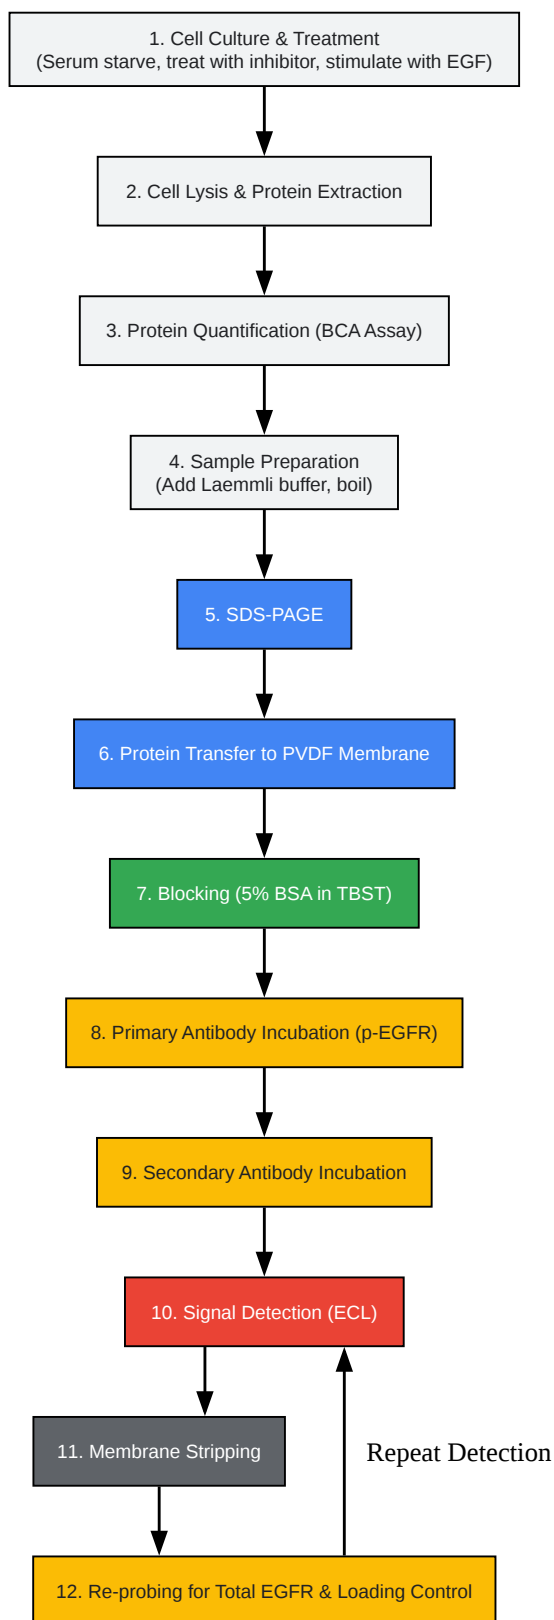 1. Cell Culture & Treatment
(Serum starve, treat with inhibitor, stimulate with EGF)
2. Cell Lysis & Protein Extraction
3. Protein Quantification (BCA Assay)
4. Sample Preparation
(Add Laemmli buffer, boil)
5. SDS-PAGE
6. Protein Transfer to PVDF Membrane
7. Blocking (5% BSA in TBST)
8. Primary Antibody Incubation (p-EGFR)
9. Secondary Antibody Incubation
10. Signal Detection (ECL)
11. Membrane Stripping
Repeat Detection
12. Re-probing for Total EGFR & Loading Control